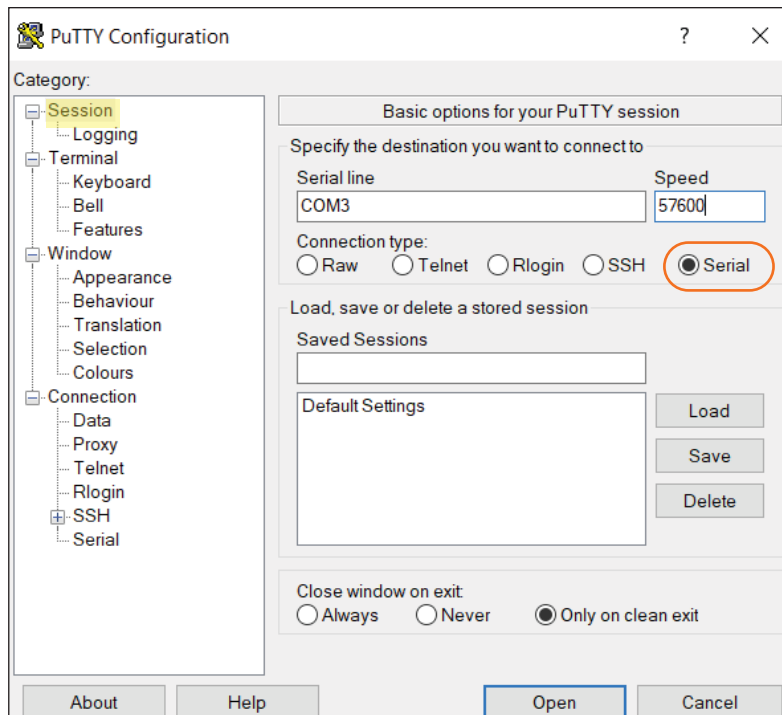 PuTTY Configuration
?
Category:
Session
Logging
Terminal
Keyboard
Bell
Features
Window
Appearance
Behaviour
Translation
Selection
Colours
Connection
Data
Proxy
Telnet
Rlogin
SSH
Serial
Basic options for your PuTTY session
Specify the destination you want to connect to
Serial line Speed
COM3 57600
Connection type:
Raw Telnet Rlogin SSH Serial
Load, save or delete a stored session
Saved Sessions
Default Settings
Load
Save
Delete
Close window on exit:
Always Never Only on clean exit
About Help Open Cancel